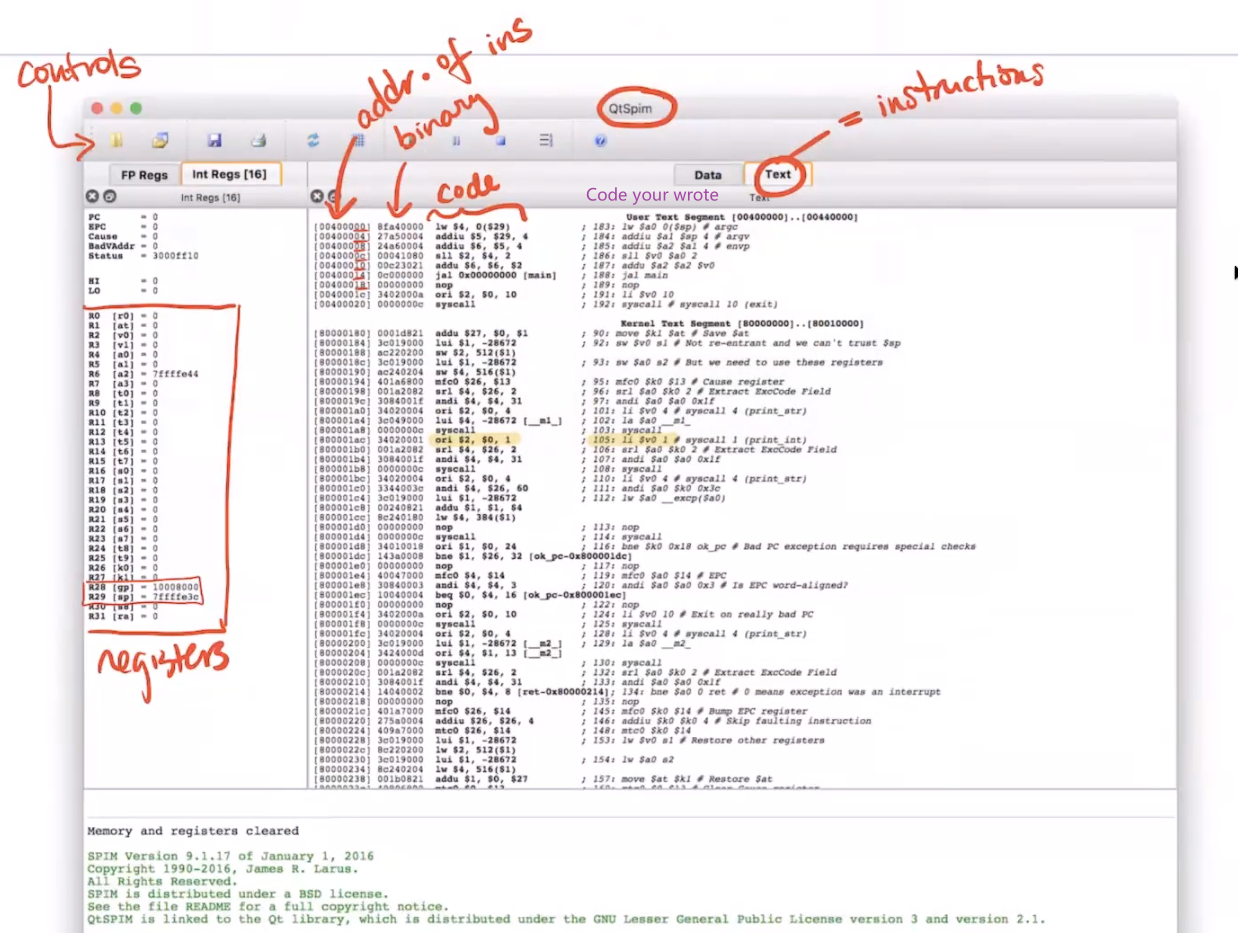 controls
addr. of ins
binary
QtSpim
= instructions
FP Regs
Int Regs [16]
code
Data
Text
Int Regs [16]
Code your wrote
Text
PC = 0
EPC = 0
Cause = 0
BadVAddr = 0
Status = 3000ff10
HI = 0
LO = 0
R0 [r0] = 0
R1 [at] = 0
R2 [v0] = 0
R3 [v1] = 0
R4 [a0] = 0
R5 [a1] = 0
R6 [a2] = 7ffffe44
R7 [a3] = 0
R8 [t0] = 0
R9 [t1] = 0
R10 [t2] = 0
R11 [t3] = 0
R12 [t4] = 0
R13 [t5] = 0
R14 [t6] = 0
R15 [t7] = 0
R16 [s0] = 0
R17 [s1] = 0
R18 [s2] = 0
R19 [s3] = 0
R20 [s4] = 0
R21 [s5] = 0
R22 [s6] = 0
R23 [s7] = 0
R24 [t8] = 0
R25 [t9] = 0
R26 [k0] = 0
R27 [k1] = 0
R28 [gp] = 10008000
R29 [sp] = 7ffffe3c
R30 [s8] = 0
R31 [ra] = 0
registers
User Text Segment [00400000]..[00440000]
[00400000] 8fa40000 lw $4, 0($29) ; 183: lw $a0 0($sp) # argc
[00400004] 27a50004 addiu $5, $29, 4 ; 184: addiu $a1 $sp 4 # argv
[00400008] 24a60004 addiu $6, $5, 4 ; 185: addiu $a2 $a1 4 # envp
[0040000c] 00041080 sll $2, $4, 2 ; 186: sll $v0 $a0 2
[00400010] 00c23021 addu $6, $6, $2 ; 187: addu $a2 $a2 $v0
[00400014] 0c000000 jal 0x00000000 [main] ; 188: jal main
[00400018] 00000000 nop ; 189: nop
[0040001c] 3402000a ori $2, $0, 10 ; 191: li $v0 10
[00400020] 0000000c syscall ; 192: syscall # syscall 10 (exit)
Kernel Text Segment [80000000]..[80010000]
[80000180] 0001d821 addu $27, $0, $1 ; 90: move $k1 $at # Save $at
[80000184] 3c019000 lui $1, -28672 ; 92: sw $v0 s1 # Not re-entrant and we can't trust $sp
[80000188] ac220200 sw $2, 512($1)
[8000018c] 3c019000 lui $1, -28672 ; 93: sw $a0 s2 # But we need to use these registers
[80000190] ac240204 sw $4, 516($1)
[80000194] 401a6800 mfc0 $26, $13 ; 95: mfc0 $k0 $13 # Cause register
[80000198] 001a2082 srl $4, $26, 2 ; 96: srl $a0 $k0 2 # Extract ExcCode Field
[8000019c] 3084001f andi $4, $4, 31 ; 97: andi $a0 $a0 0x1f
[800001a0] 34020004 ori $2, $0, 4 ; 101: li $v0 4 # syscall 4 (print_str)
[800001a4] 3c049000 lui $4, -28672 [__m1_] ; 102: la $a0 __m1_
[800001a8] 0000000c syscall ; 103: syscall
[800001ac] 34020001 ori $2, $0, 1 ; 105: li $v0 1 # syscall 1 (print_int)
[800001b0] 001a2082 srl $4, $26, 2 ; 106: srl $a0 $k0 2 # Extract ExcCode Field
[800001b4] 3084001f andi $4, $4, 31 ; 107: andi $a0 $a0 0x1f
[800001b8] 0000000c syscall ; 108: syscall
[800001bc] 34020004 ori $2, $0, 4 ; 110: li $v0 4 # syscall 4 (print_str)
[800001c0] 3344003c andi $4, $26, 60 ; 111: andi $a0 $k0 0x3c
[800001c4] 3c019000 lui $1, -28672 ; 112: lw $a0 __excp($a0)
[800001c8] 00240821 addu $1, $1, $4
[800001cc] 8c240180 lw $4, 384($1)
[800001d0] 00000000 nop ; 113: nop
[800001d4] 0000000c syscall ; 114: syscall
[800001d8] 34010018 ori $1, $0, 24 ; 116: bne $k0 0x18 ok_pc # Bad PC exception requires special checks
[800001dc] 143a0008 bne $1, $26, 32 [ok_pc-0x800001dc]
[800001e0] 00000000 nop ; 117: nop
[800001e4] 40047000 mfc0 $4, $14 ; 119: mfc0 $a0 $14 # EPC
[800001e8] 30840003 andi $4, $4, 3 ; 120: andi $a0 $a0 0x3 # Is EPC word-aligned?
[800001ec] 10040004 beq $0, $4, 16 [ok_pc-0x800001ec]
[800001f0] 00000000 nop ; 122: nop
[800001f4] 3402000a ori $2, $0, 10 ; 124: li $v0 10 # Exit on really bad PC
[800001f8] 0000000c syscall ; 125: syscall
[800001fc] 34020004 ori $2, $0, 4 ; 128: li $v0 4 # syscall 4 (print_str)
[80000200] 3c019000 lui $1, -28672 [__m2_] ; 129: la $a0 __m2_
[80000204] 3424000d ori $4, $1, 13 [__m2_]
[80000208] 0000000c syscall ; 130: syscall
[8000020c] 001a2082 srl $4, $26, 2 ; 132: srl $a0 $k0 2 # Extract ExcCode Field
[80000210] 3084001f andi $4, $4, 31 ; 133: andi $a0 $a0 0x1f
[80000214] 14040002 bne $0, $4, 8 [ret-0x80000214]; 134: bne $a0 0 ret # 0 means exception was an interrupt
[80000218] 00000000 nop ; 135: nop
[8000021c] 401a7000 mfc0 $26, $14 ; 145: mfc0 $k0 $14 # Bump EPC register
[80000220] 275a0004 addiu $26, $26, 4 ; 146: addiu $k0 $k0 4 # Skip faulting instruction
[80000224] 409a7000 mtc0 $26, $14 ; 148: mtc0 $k0 $14
[80000228] 3c019000 lui $1, -28672 ; 153: lw $v0 s1 # Restore other registers
[8000022c] 8c220200 lw $2, 512($1)
[80000230] 3c019000 lui $1, -28672 ; 154: lw $a0 s2
[80000234] 8c240204 lw $4, 516($1)
[80000238] 001b0821 addu $1, $0, $27 ; 157: move $at $k1 # Restore $at
Memory and registers cleared
SPIM Version 9.1.17 of January 1, 2016
Copyright 1990-2016, James R. Larus.
All Rights Reserved.
SPIM is distributed under a BSD license.
See the file README for a full copyright notice.
QtSPIM is linked to the Qt library, which is distributed under the GNU Lesser General Public License version 3 and version 2.1.